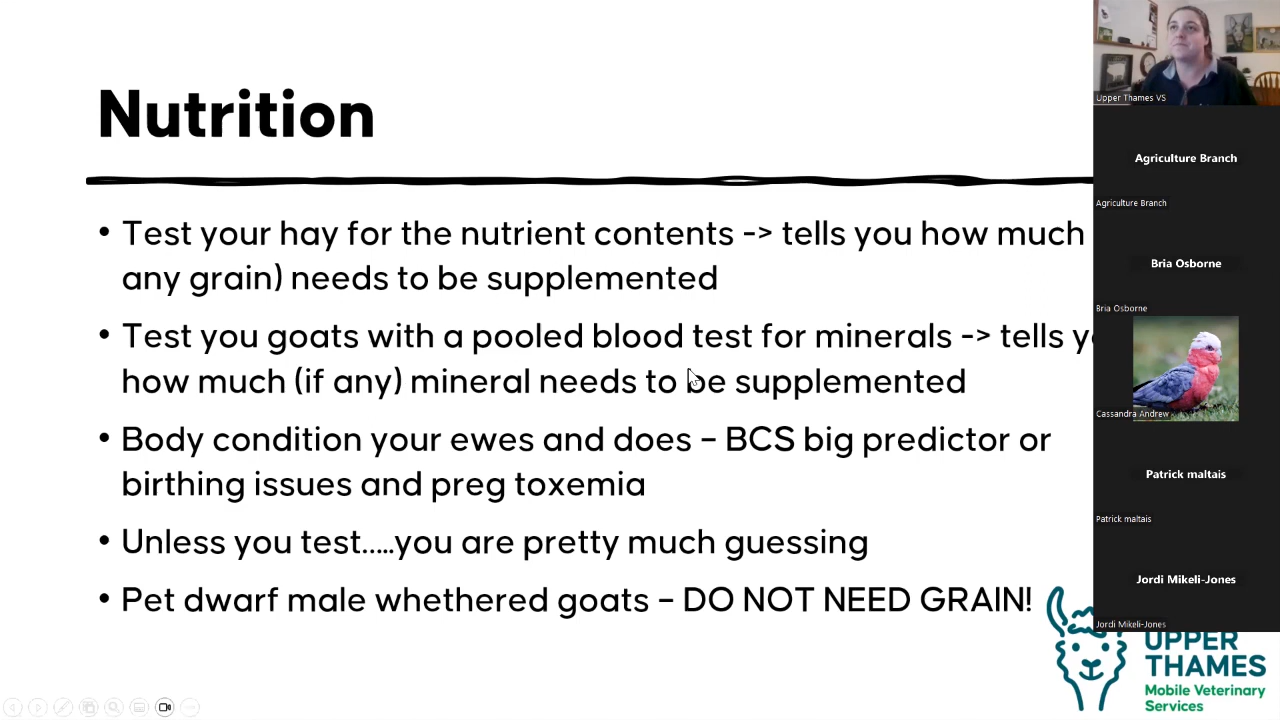 Nutrition
• Test your hay for the nutrient contents -> tells you how much
any grain) needs to be supplemented
• Test you goats with a pooled blood test for minerals -> tells y
how much (if any) mineral needs to be supplemented
• Body condition your ewes and does – BCS big predictor or
birthing issues and preg toxemia
• Unless you test.....you are pretty much guessing
• Pet dwarf male whethered goats – DO NOT NEED GRAIN!
Upper Thames VS
Agriculture Branch
Agriculture Branch
Bria Osborne
Bria Osborne
Cassandra Andrew
Patrick maltais
Patrick maltais
Jordi Mikeli-Jones
Jordi Mikeli-Jones
UPPER
THAMES
Mobile Veterinary
Services